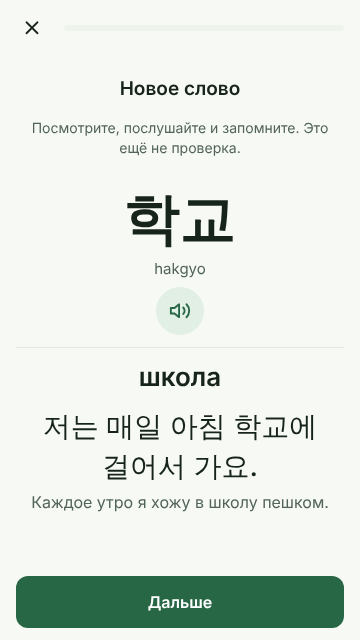 Новое слово
Посмотрите, послушайте и запомните. Это
ещё не проверка.
학교
hakgyo
школа
저는 매일 아침 학교에
걸어서 가요.
Каждое утро я хожу в школу пешком.
Дальше